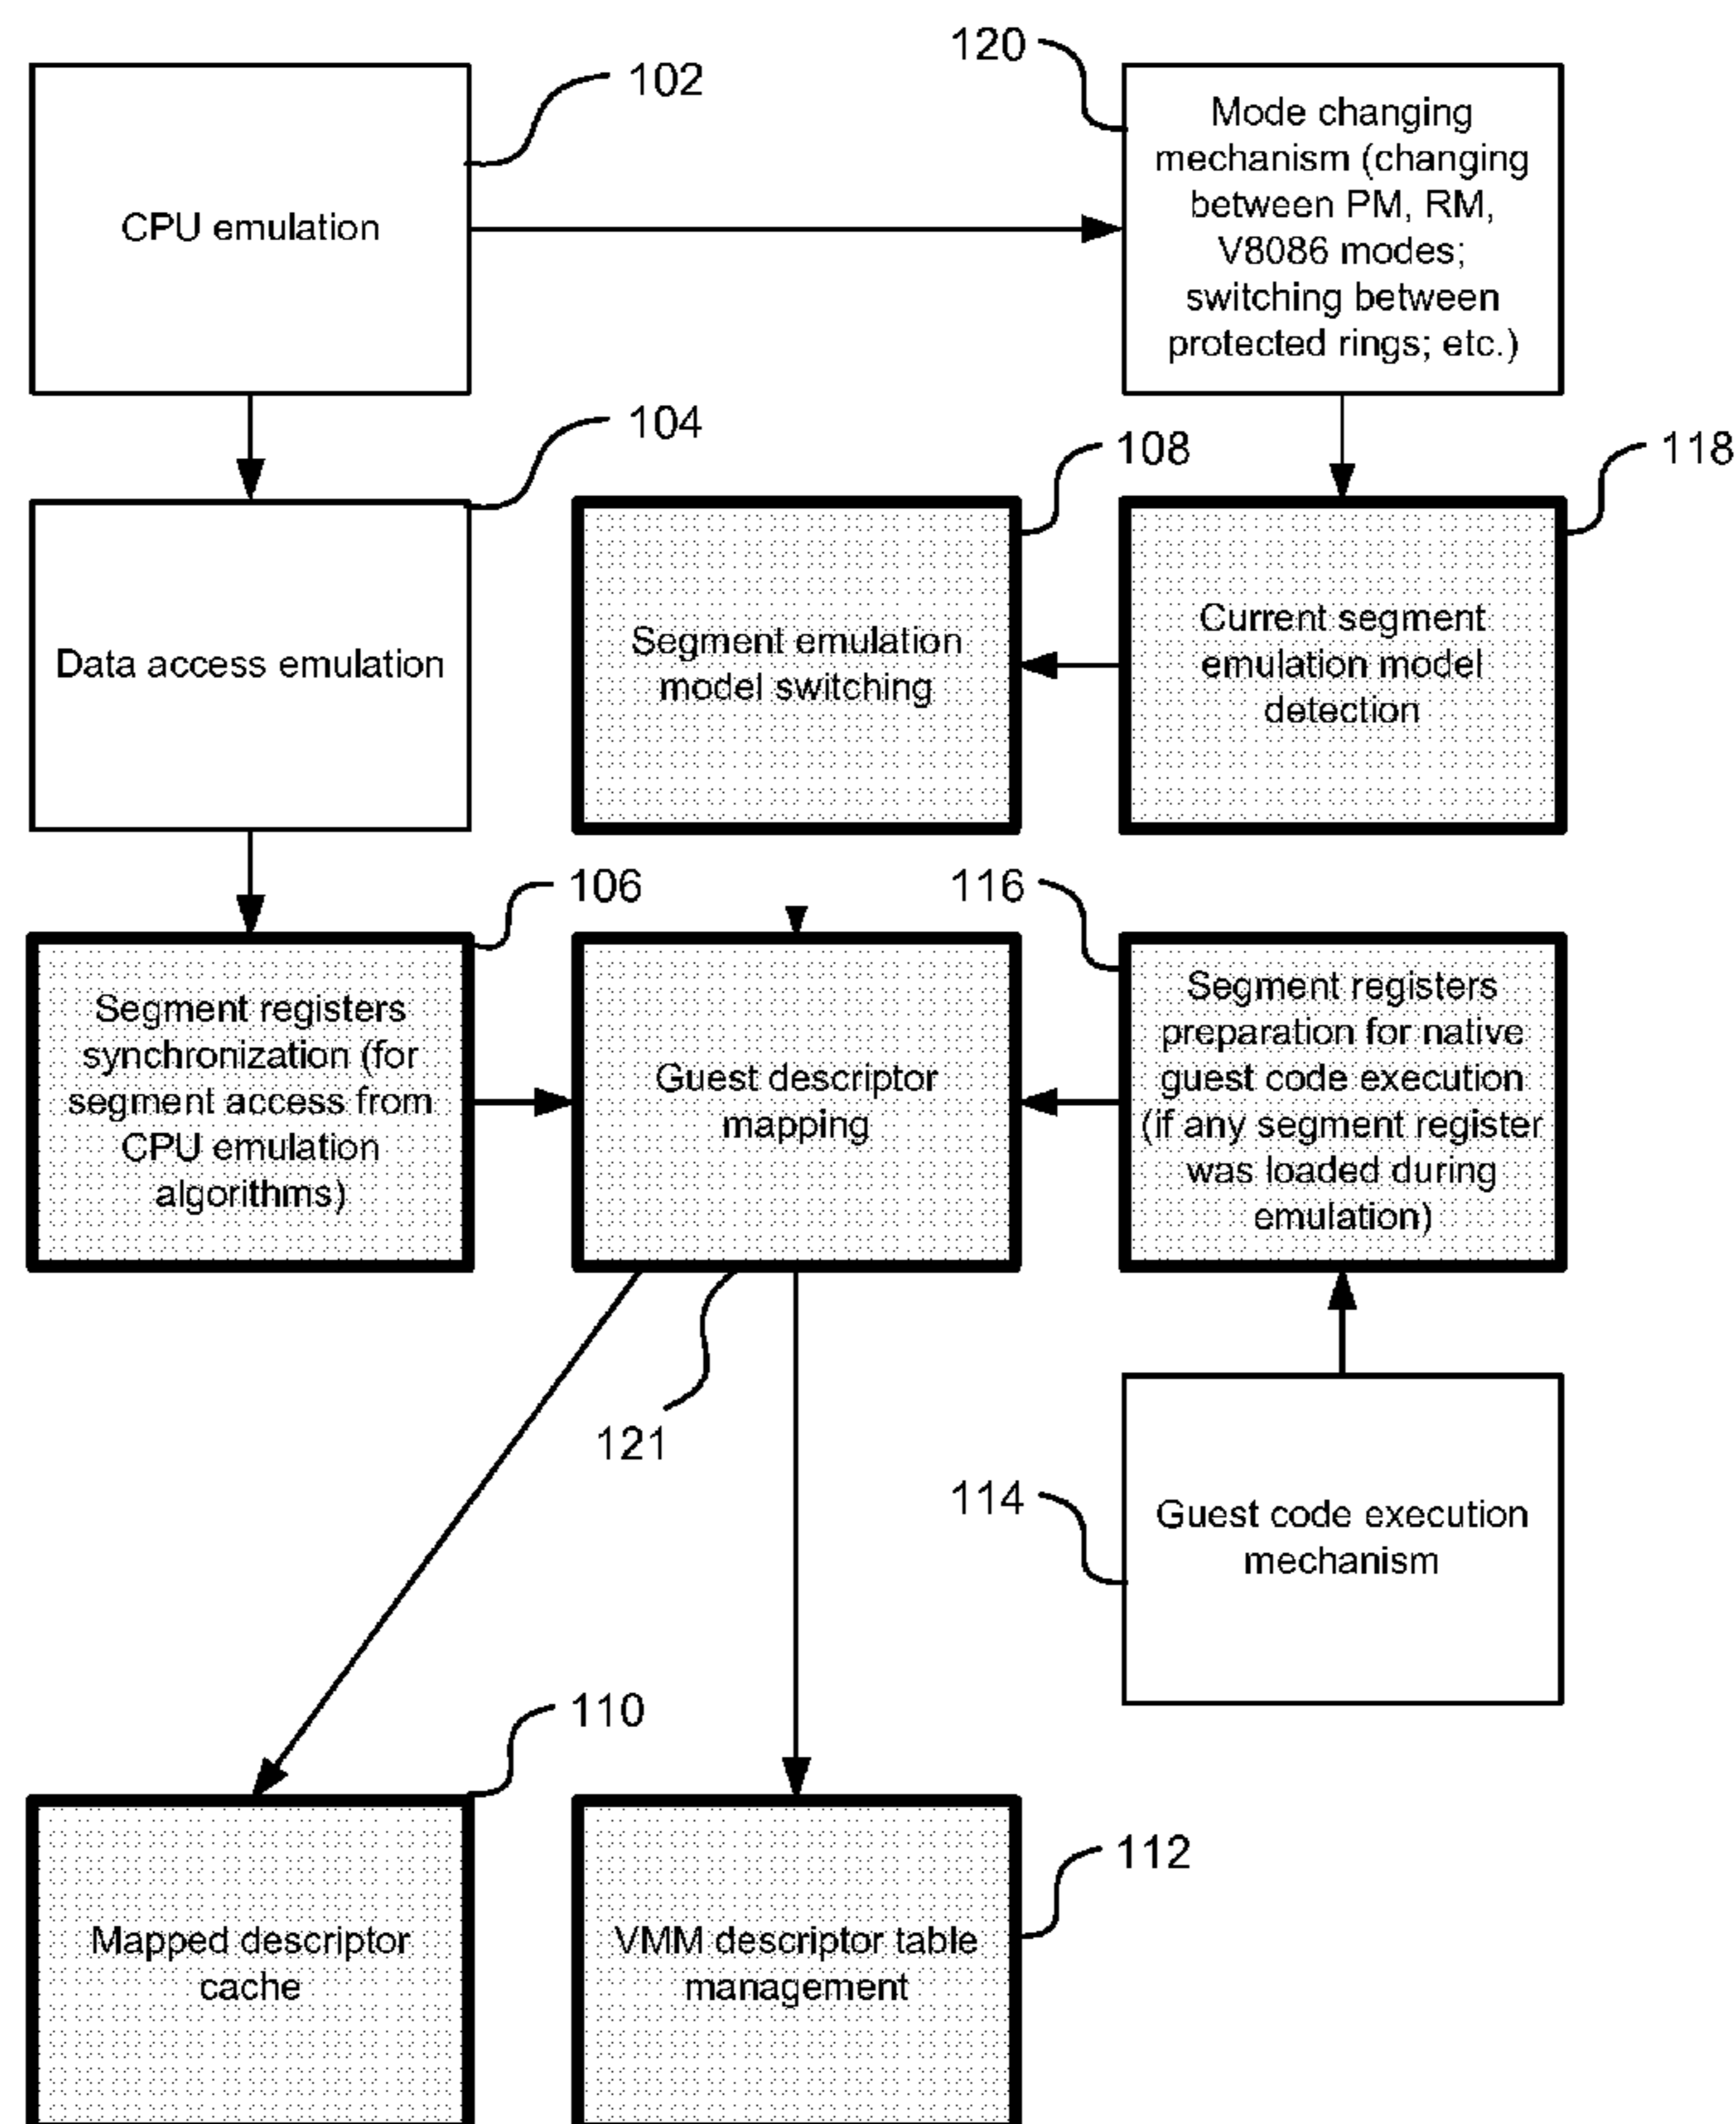 102
120
CPU emulation
Mode changing
mechanism (changing
between PM, RM,
V8086 modes;
switching between
protected rings; etc.)
104
108
118
Data access emulation
Segment emulation
model switching
Current segment
emulation model
detection
106
116
Segment registers
synchronization (for
segment access from
CPU emulation
algorithms)
Guest descriptor
mapping
Segment registers
preparation for native
guest code execution
(if any segment register
was loaded during
emulation)
121
114
Guest code execution
mechanism
110
112
Mapped descriptor
cache
VMM descriptor table
management